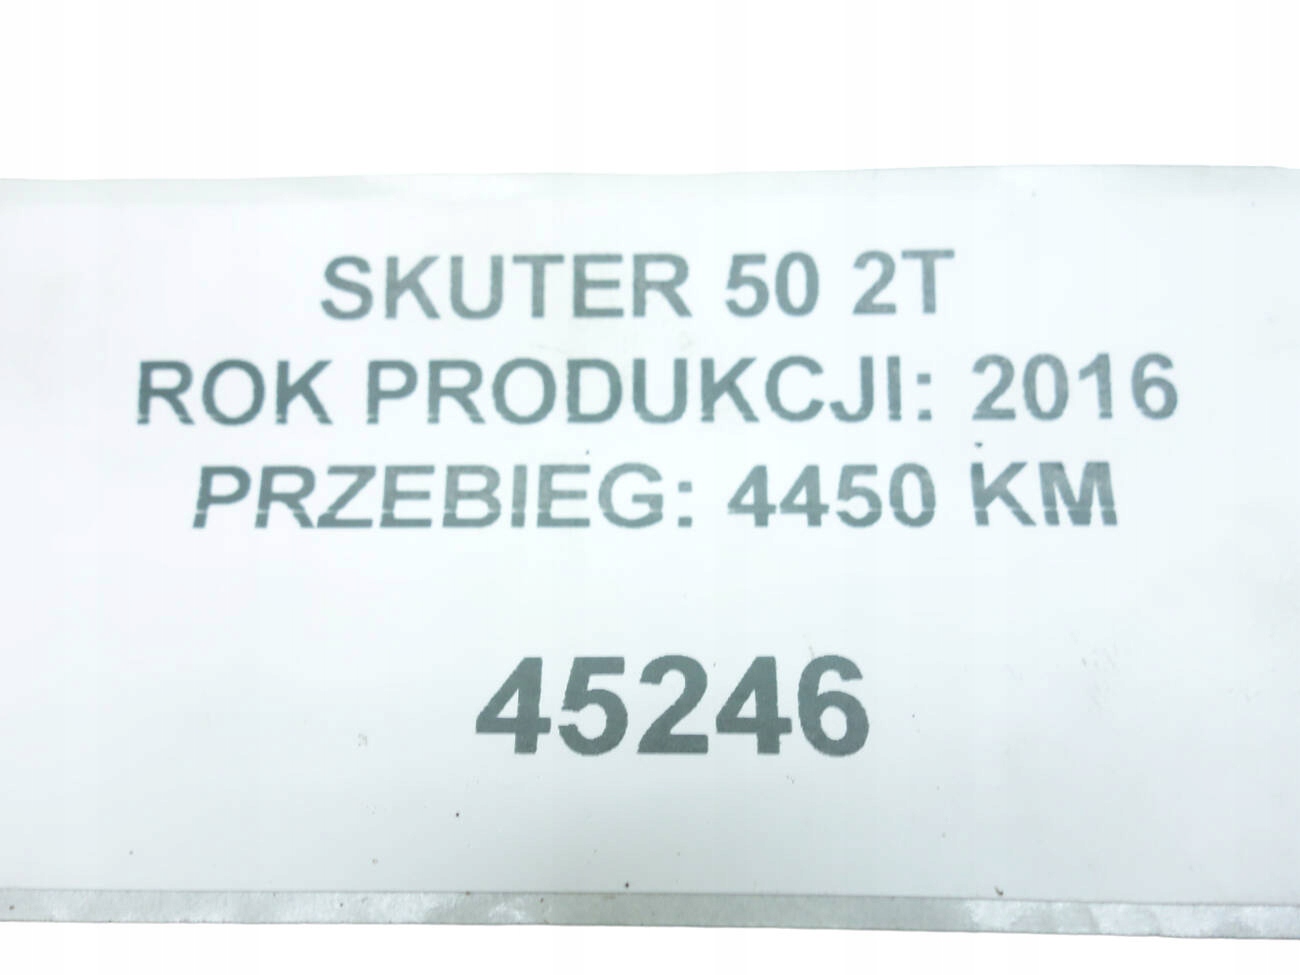 SKUTER 50 2T
ROK PRODUKCJI: 2016
PRZEBIEG: 4450 KM
45246